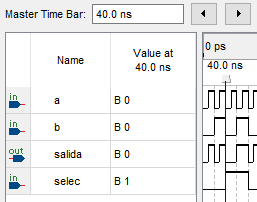 Master Time Bar: 40.0 ns
0 ps
Name Value at
40.0 ns
40.0 ns
in a B 0
in b B 0
out salida B 0
in selec B 1